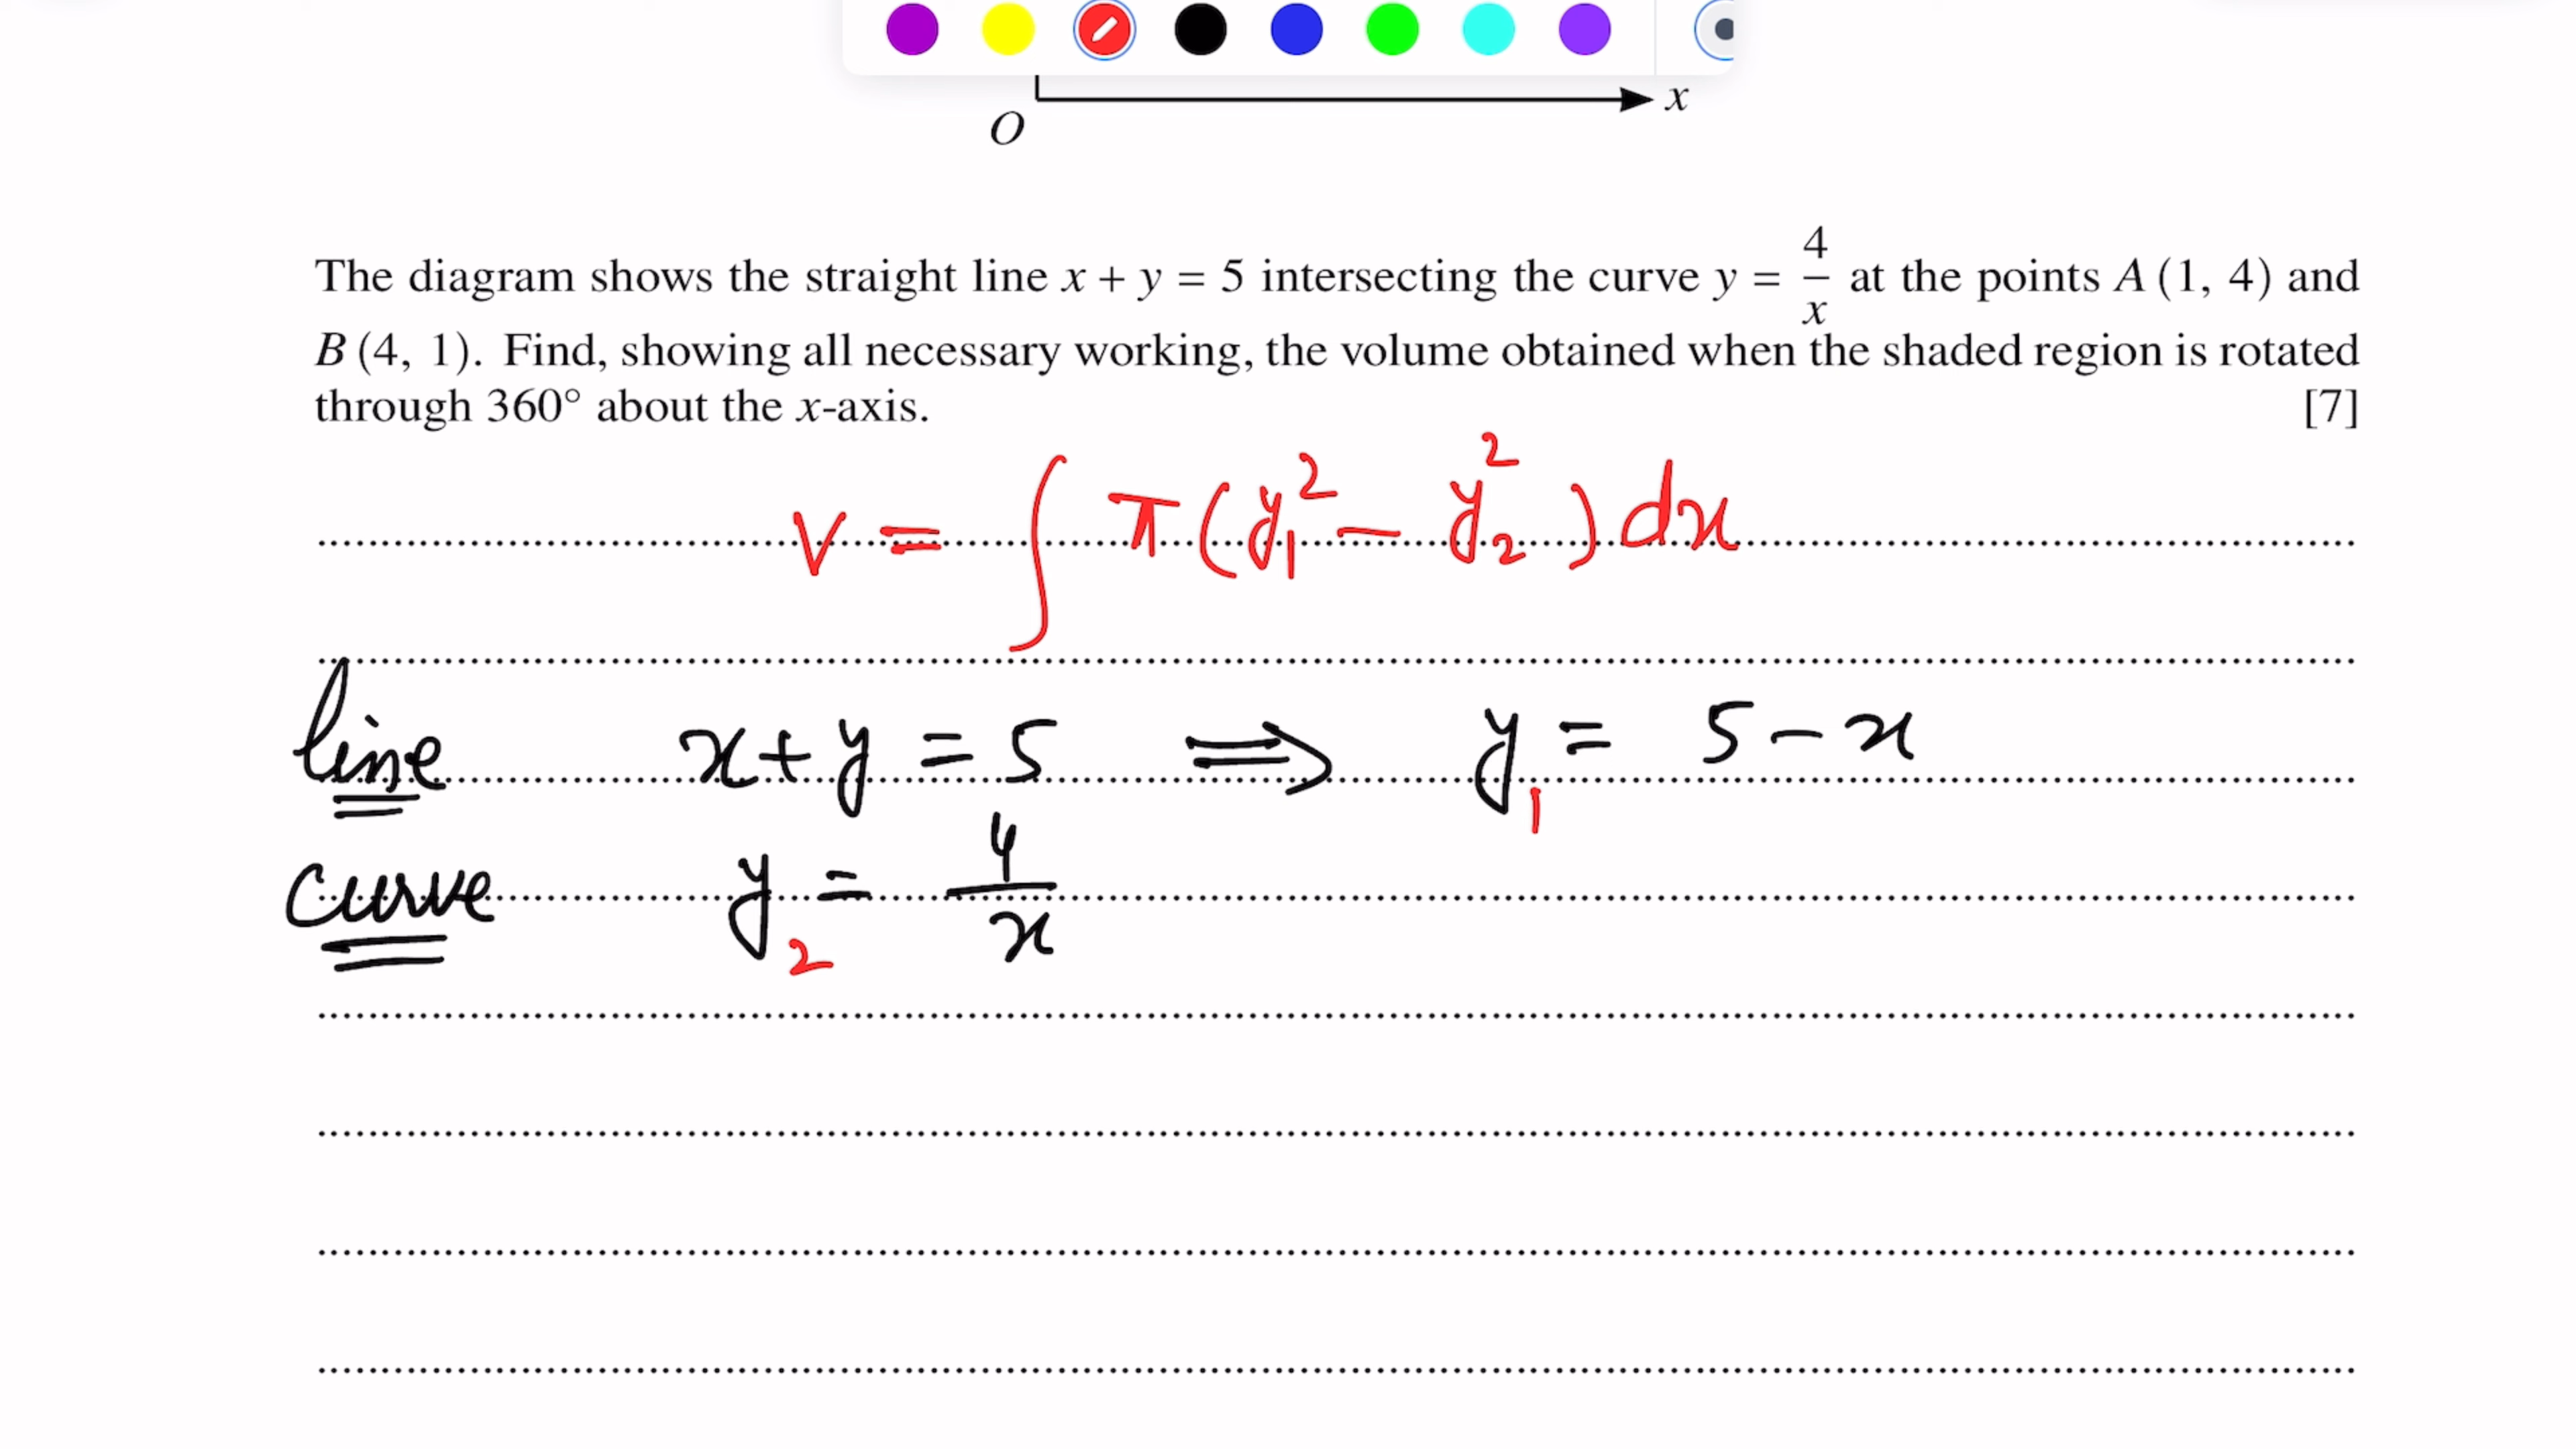 x
O
The diagram shows the straight line x + y = 5 intersecting the curve y = 4/x at the points A (1, 4) and
B (4, 1). Find, showing all necessary working, the volume obtained when the shaded region is rotated
through 360° about the x-axis. [7]
V = ∫ π(y₁² − y₂²) dx
line x+y = 5 ⟹ y₁ = 5 − x
curve y₂ = 4/x